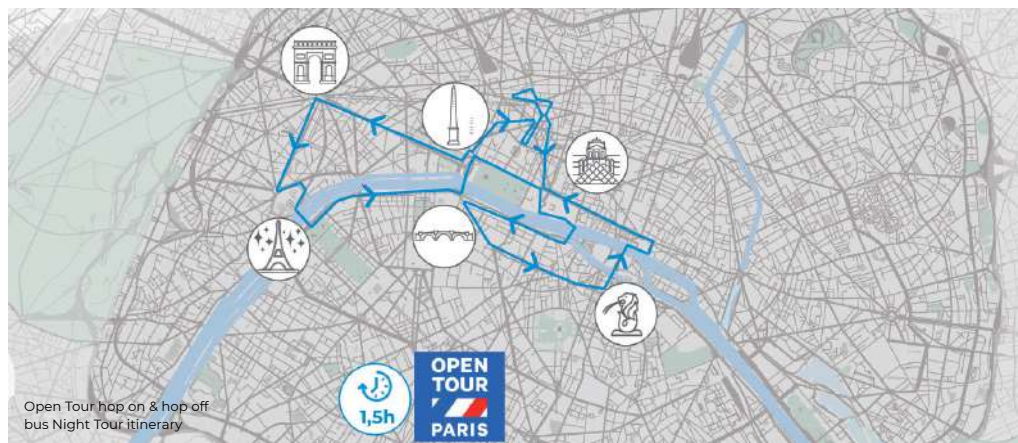 1,5h
OPEN
TOUR
PARIS
Open Tour hop on & hop off
bus Night Tour itinerary